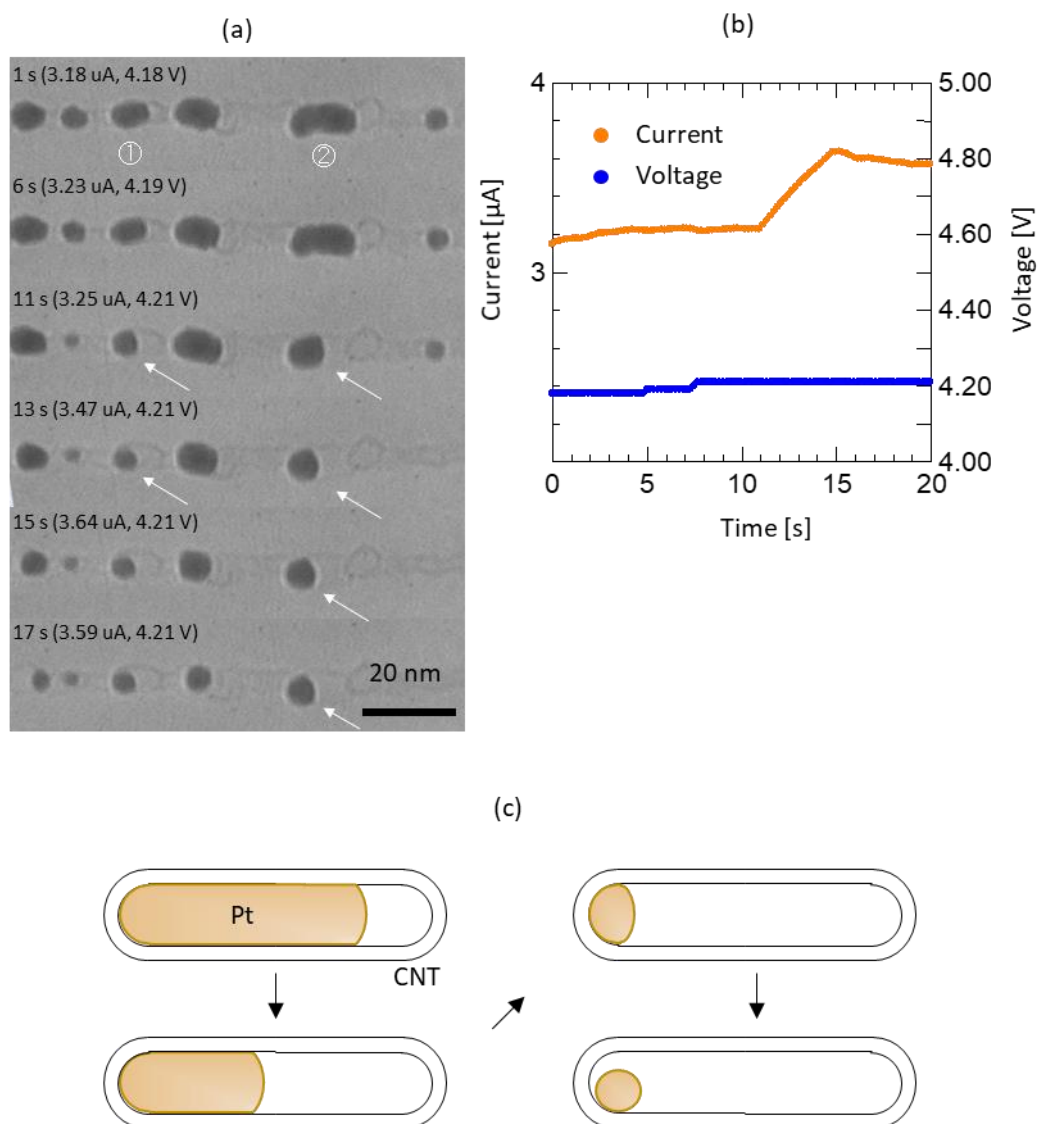 (a)
1 s (3.18 uA, 4.18 V)
①
②
6 s (3.23 uA, 4.19 V)
11 s (3.25 uA, 4.21 V)
13 s (3.47 uA, 4.21 V)
15 s (3.64 uA, 4.21 V)
17 s (3.59 uA, 4.21 V)
20 nm
(b)
4
3
Current [µA]
Current
Voltage
5.00
4.80
4.60
4.40
4.20
4.00
Voltage [V]
0
5
10
15
20
Time [s]
(c)
Pt
CNT